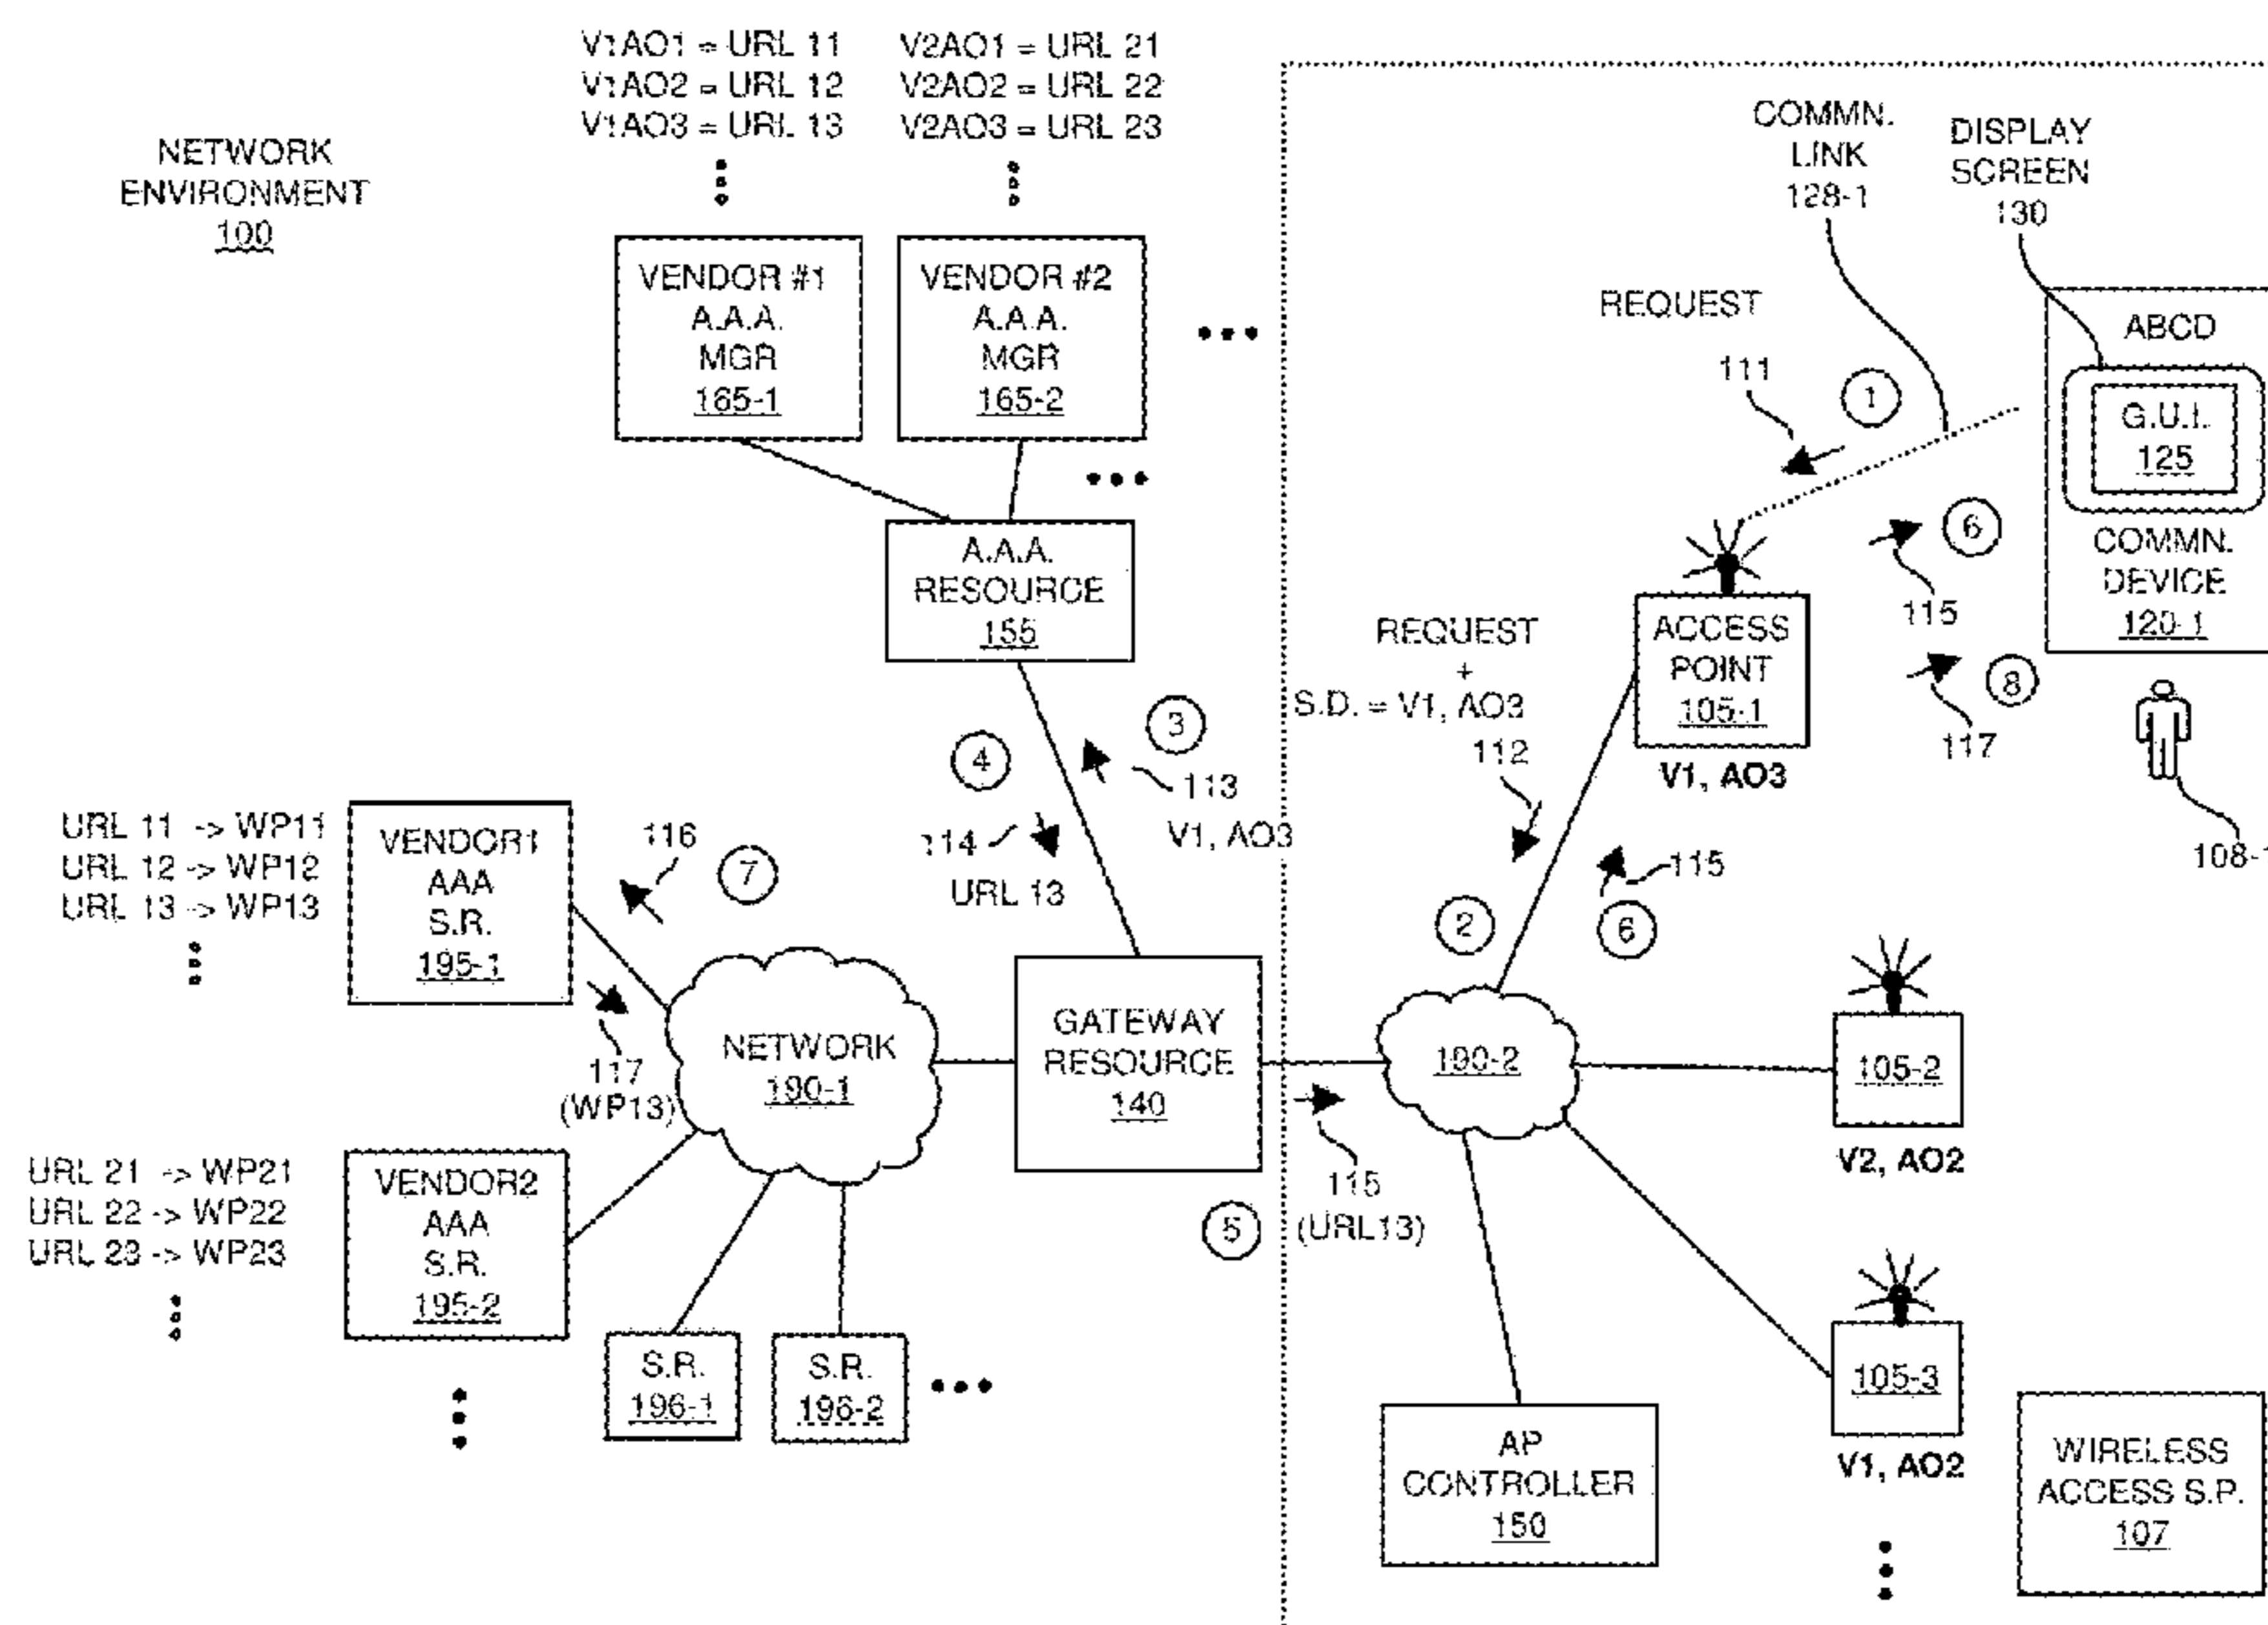 V1AO1 = URL 11
V1AO2 = URL 12
V1AO3 = URL 13
V2AO1 = URL 21
V2AO2 = URL 22
V2AO3 = URL 23
NETWORK
ENVIRONMENT
100
VENDOR #1
A.A.A.
MGR
165-1
VENDOR #2
A.A.A.
MGR
165-2
COMMN.
LINK
128-1
DISPLAY
SCREEN
130
REQUEST
111
1
ABCD
G.U.I.
125
COMMN.
DEVICE
120-1
6
115
8
117
108-1
A.A.A.
RESOURCE
155
REQUEST
+
S.D. = V1, AO3
112
ACCESS
POINT
105-1
V1, AO3
3
4
113
V1, AO3
114
URL 13
URL 11 -> WP11
URL 12 -> WP12
URL 13 -> WP13
VENDOR1
AAA
S.R.
195-1
116
7
117
(WP13)
NETWORK
190-1
GATEWAY
RESOURCE
140
2
115
6
190-2
115
(URL13)
5
105-2
V2, AO2
URL 21 -> WP21
URL 22 -> WP22
URL 23 -> WP23
VENDOR2
AAA
S.R.
195-2
S.R.
196-1
S.R.
196-2
AP
CONTROLLER
150
105-3
V1, AO2
WIRELESS
ACCESS S.P.
107